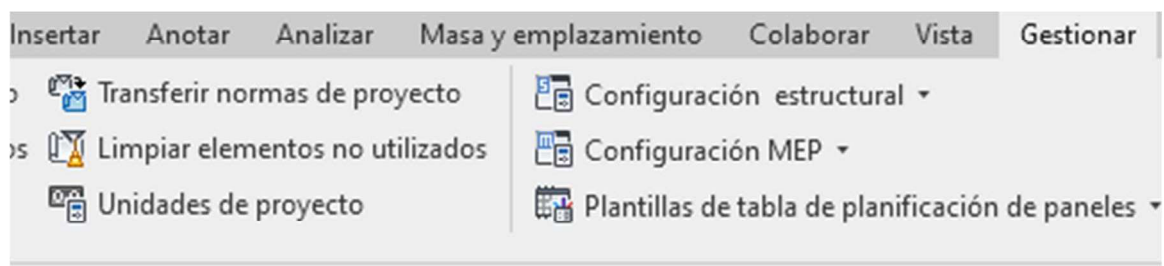 Insertar Anotar Analizar Masa y emplazamiento Colaborar Vista Gestionar
Transferir normas de proyecto
Limpiar elementos no utilizados
Unidades de proyecto
Configuración estructural
Configuración MEP
Plantillas de tabla de planificación de paneles